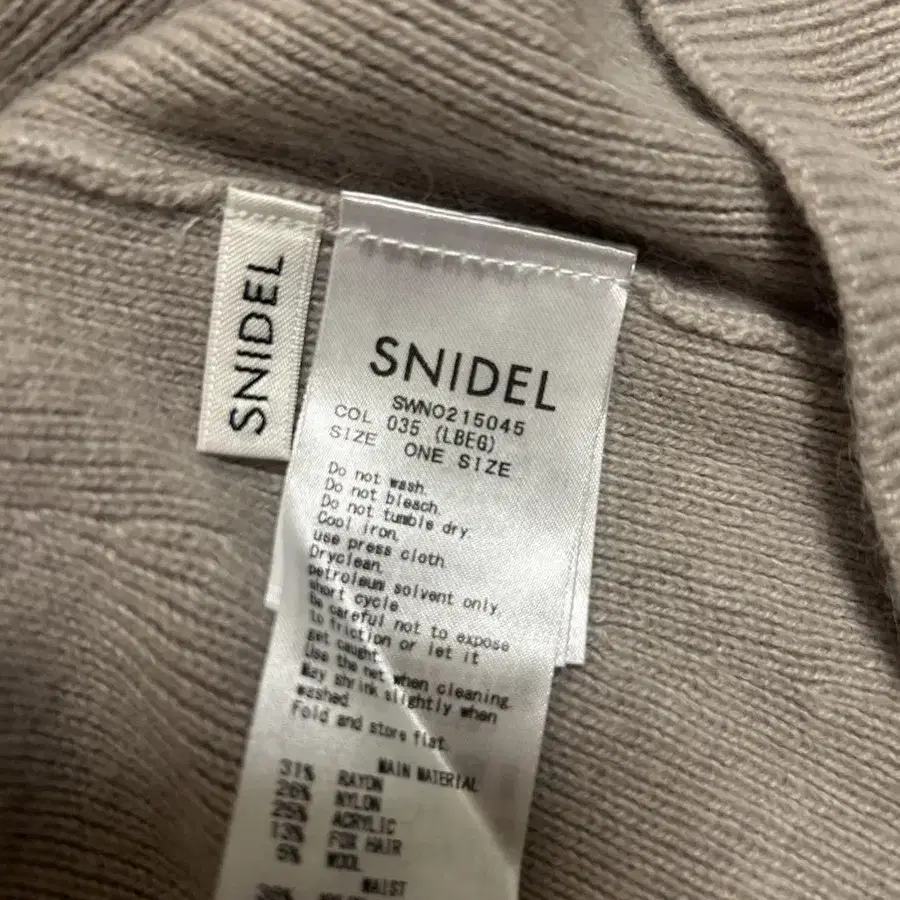 SNIDEL
SNIDEL
SWNO215045
COL 035 (LBEG)
SIZE ONE SIZE
Do not wash.
Do not bleach.
Do not tumble dry.
Cool iron,
use press cloth.
Dryclean,
petroleum solvent only,
short cycle
Be careful not to expose
to friction or let it
get caught.
Use the net when cleaning.
May shrink slightly when
washed.
Fold and store flat.
MAIN MATERIAL
31% RAYON
26% NYLON
25% ACRYLIC
13% FOX HAIR
5% WOOL
WAIST